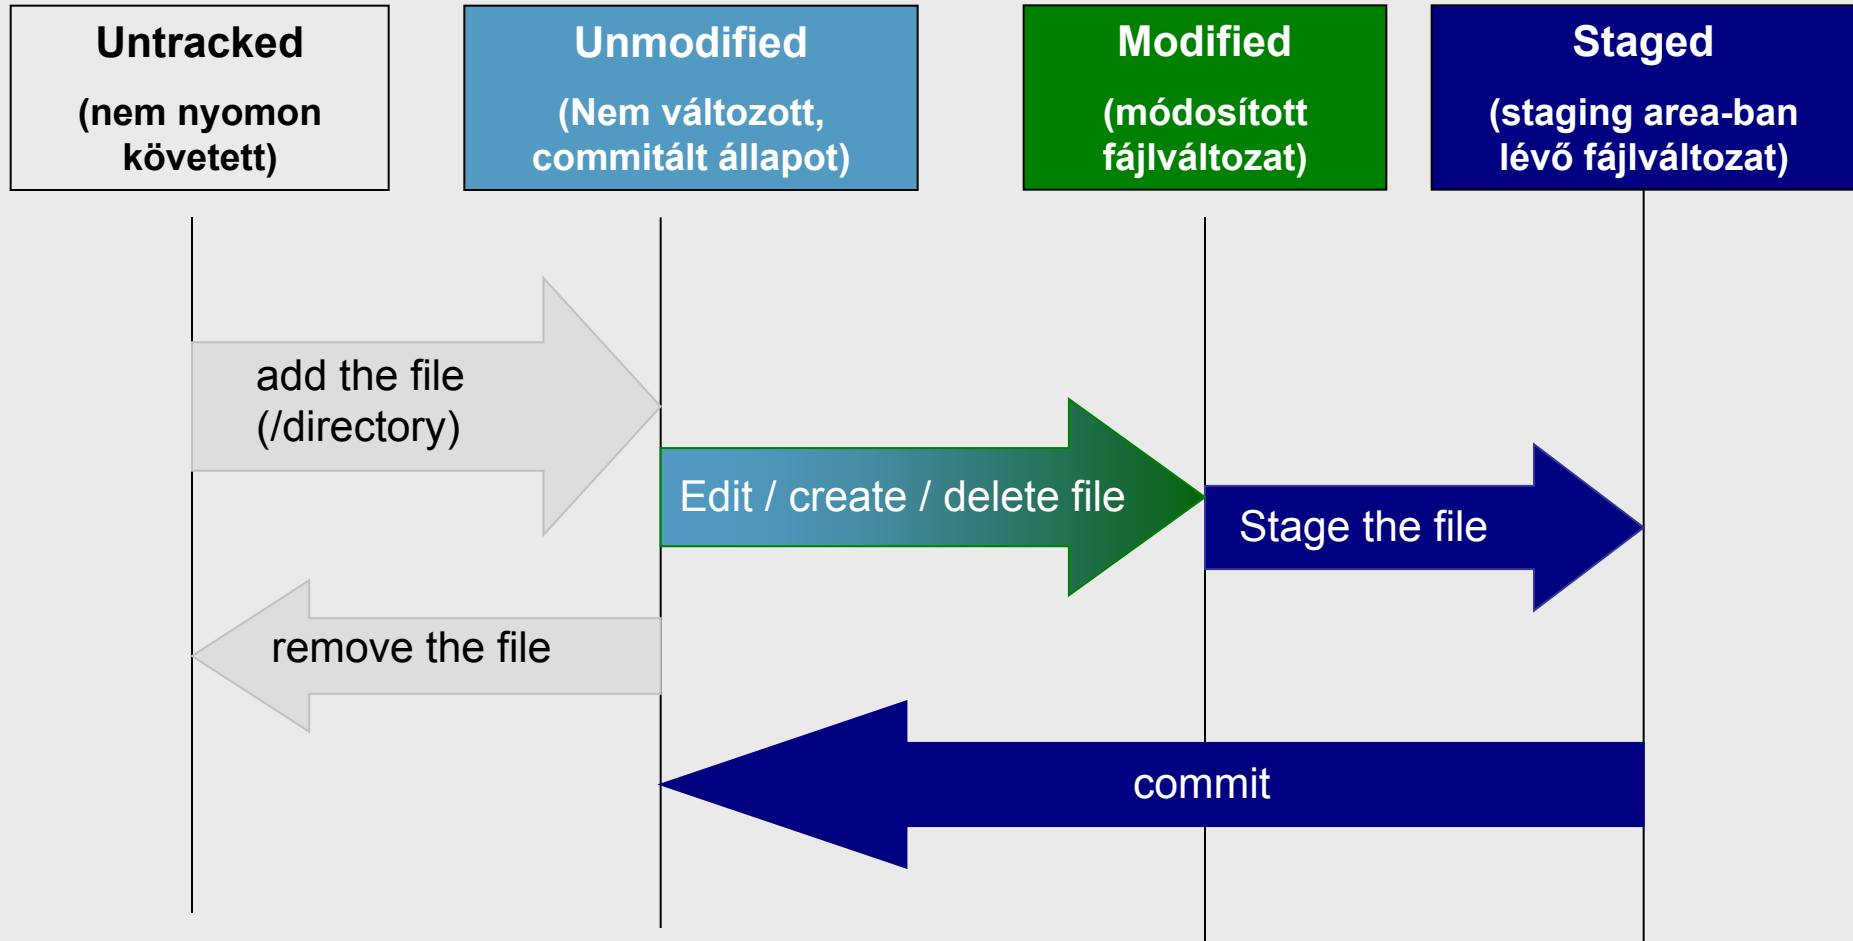 Untracked
(nem nyomon
követett)
Unmodified
(Nem változott,
commitált állapot)
Modified
(módosított
fájlváltozat)
Staged
(staging area-ban
lévő fájlváltozat)
add the file
(/directory)
Edit / create / delete file
Stage the file
remove the file
commit